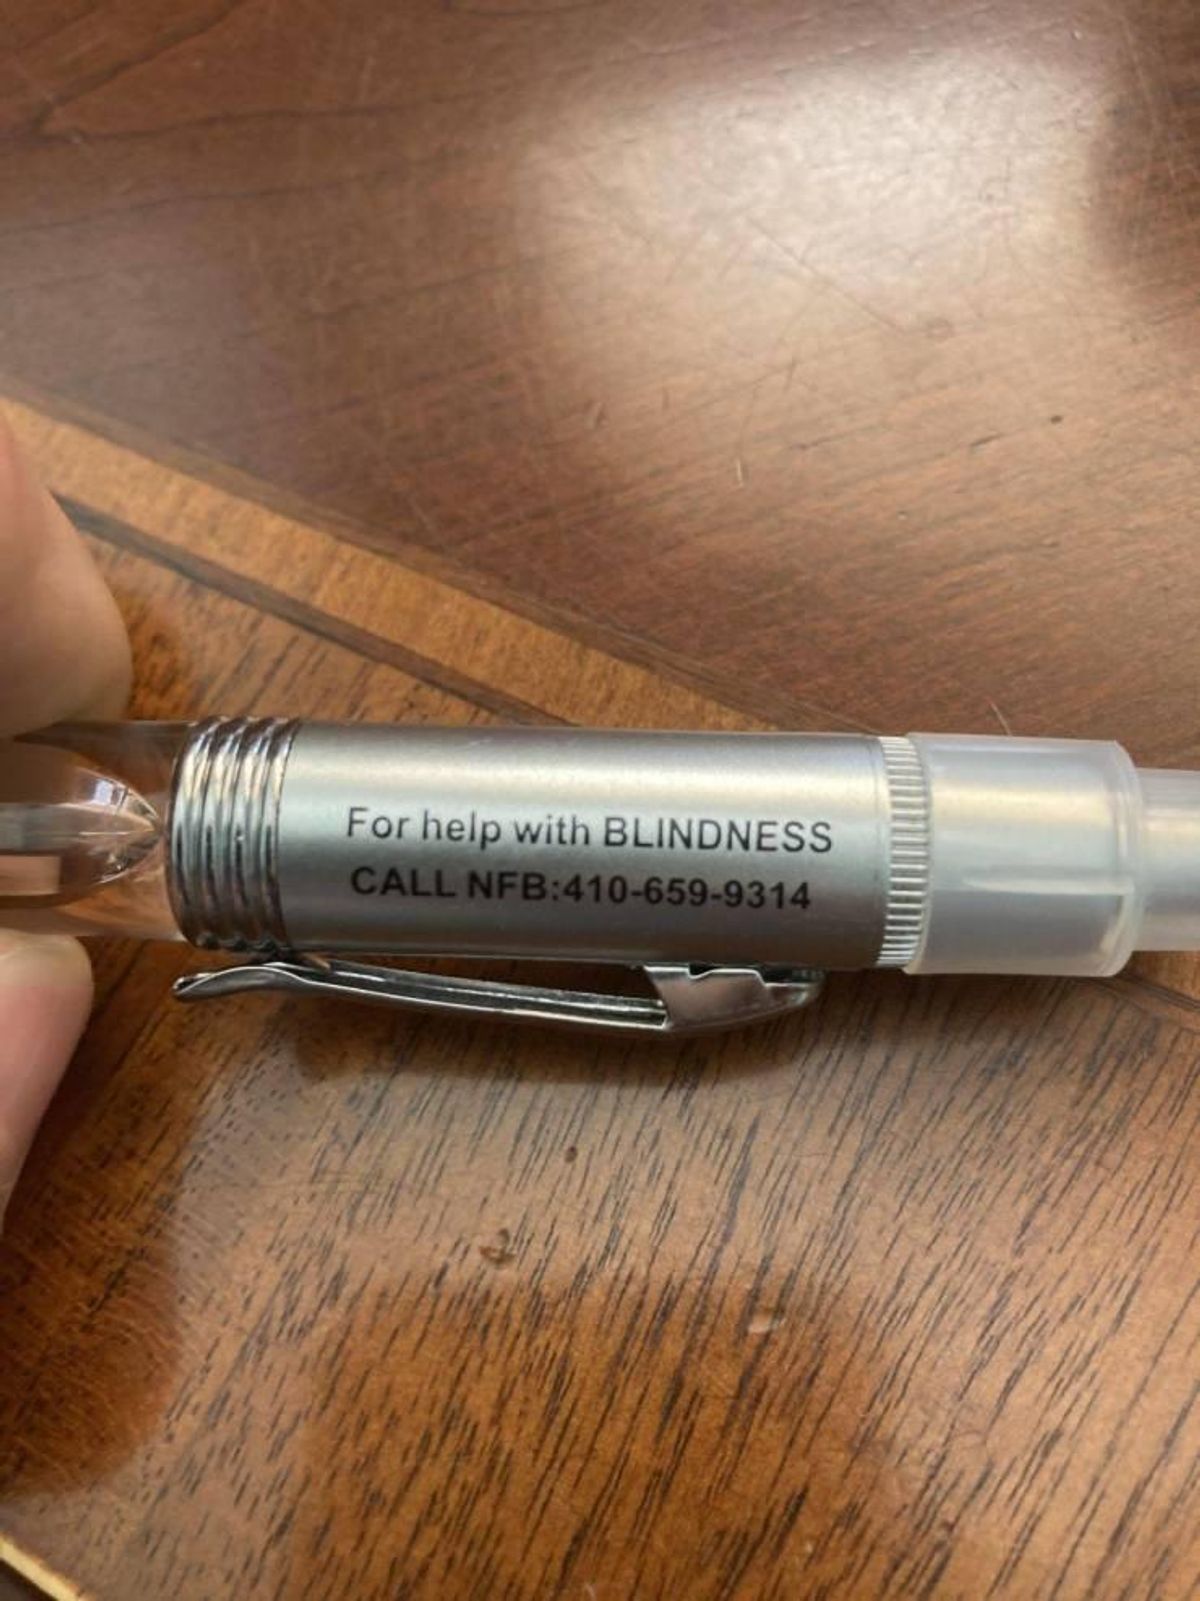 For help with BLINDNESS
CALL NFB:410-659-9314